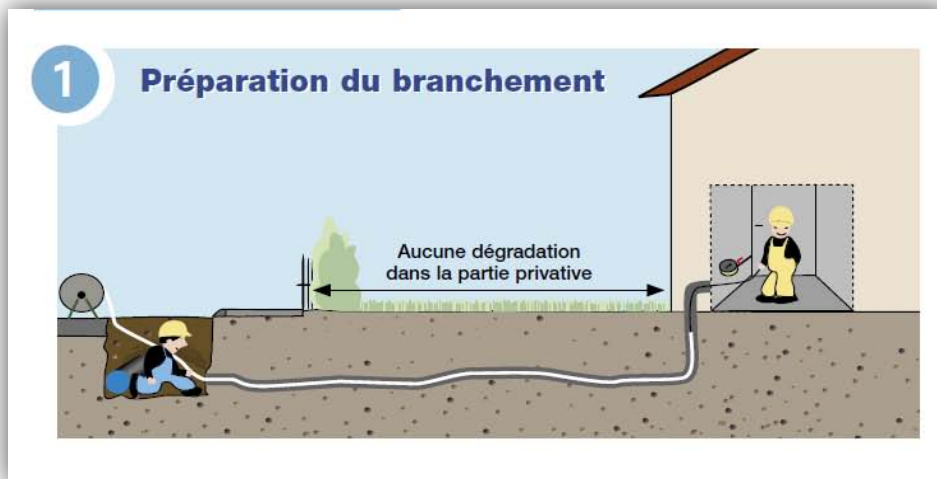 1
Préparation du branchement
Aucune dégradation
dans la partie privative